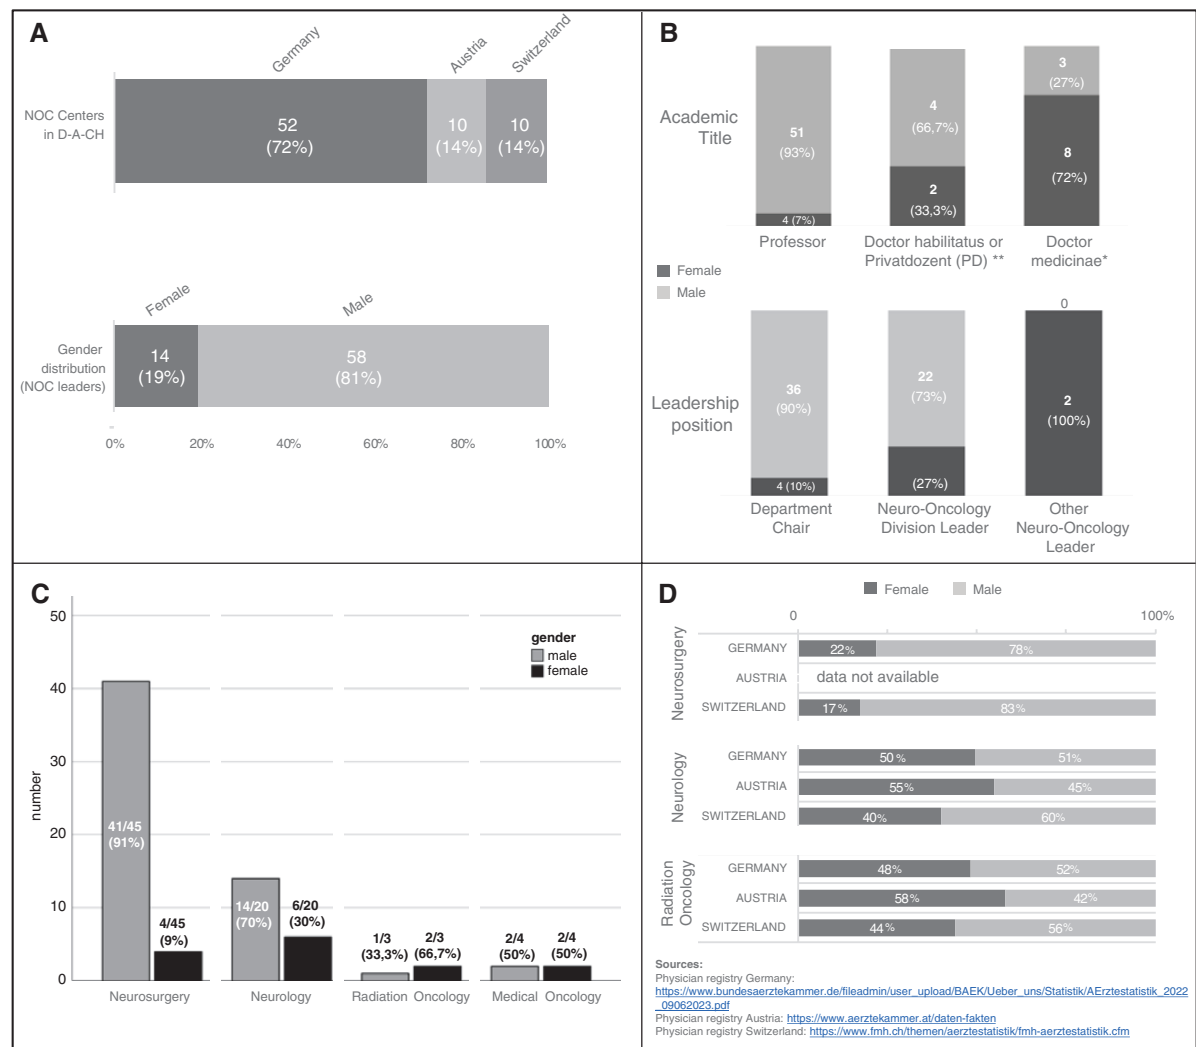 A
Germany
Austria
Switzerland
NOC Centers
in D-A-CH
52
(72%)
10
(14%)
10
(14%)
Female
Male
Gender
distribution
(NOC leaders)
14
(19%)
58
(81%)
0%
20%
40%
60%
80%
100%
B
Academic
Title
51
(93%)
4 (7%)
4
(66,7%)
2
(33,3%)
3
(27%)
8
(72%)
Professor
Doctor habilitatus or
Privatdozent (PD) **
Doctor
medicinae*
Female
Male
Leadership
position
36
(90%)
4 (10%)
22
(73%)
(27%)
0
2
(100%)
Department
Chair
Neuro-Oncology
Division Leader
Other
Neuro-Oncology
Leader
C
50
40
30
20
10
0
number
gender
male
female
41/45
(91%)
4/45
(9%)
14/20
(70%)
6/20
(30%)
1/3
(33,3%)
2/3
(66,7%)
2/4
(50%)
2/4
(50%)
Neurosurgery
Neurology
Radiation Oncology
Medical Oncology
D
Female
Male
0
100%
Neurosurgery
GERMANY
22%
78%
AUSTRIA
data not available
SWITZERLAND
17%
83%
Neurology
GERMANY
50%
51%
AUSTRIA
55%
45%
SWITZERLAND
40%
60%
Radiation
Oncology
GERMANY
48%
52%
AUSTRIA
58%
42%
SWITZERLAND
44%
56%
Sources:
Physician registry Germany:
https://www.bundesaerztekammer.de/fileadmin/user_upload/BAEK/Ueber_uns/Statistik/AErztestatistik_2022
_09062023.pdf
Physician registry Austria: https://www.aerztekammer.at/daten-fakten
Physician registry Switzerland: https://www.fmh.ch/themen/aerztestatistik/fmh-aerztestatistik.cfm